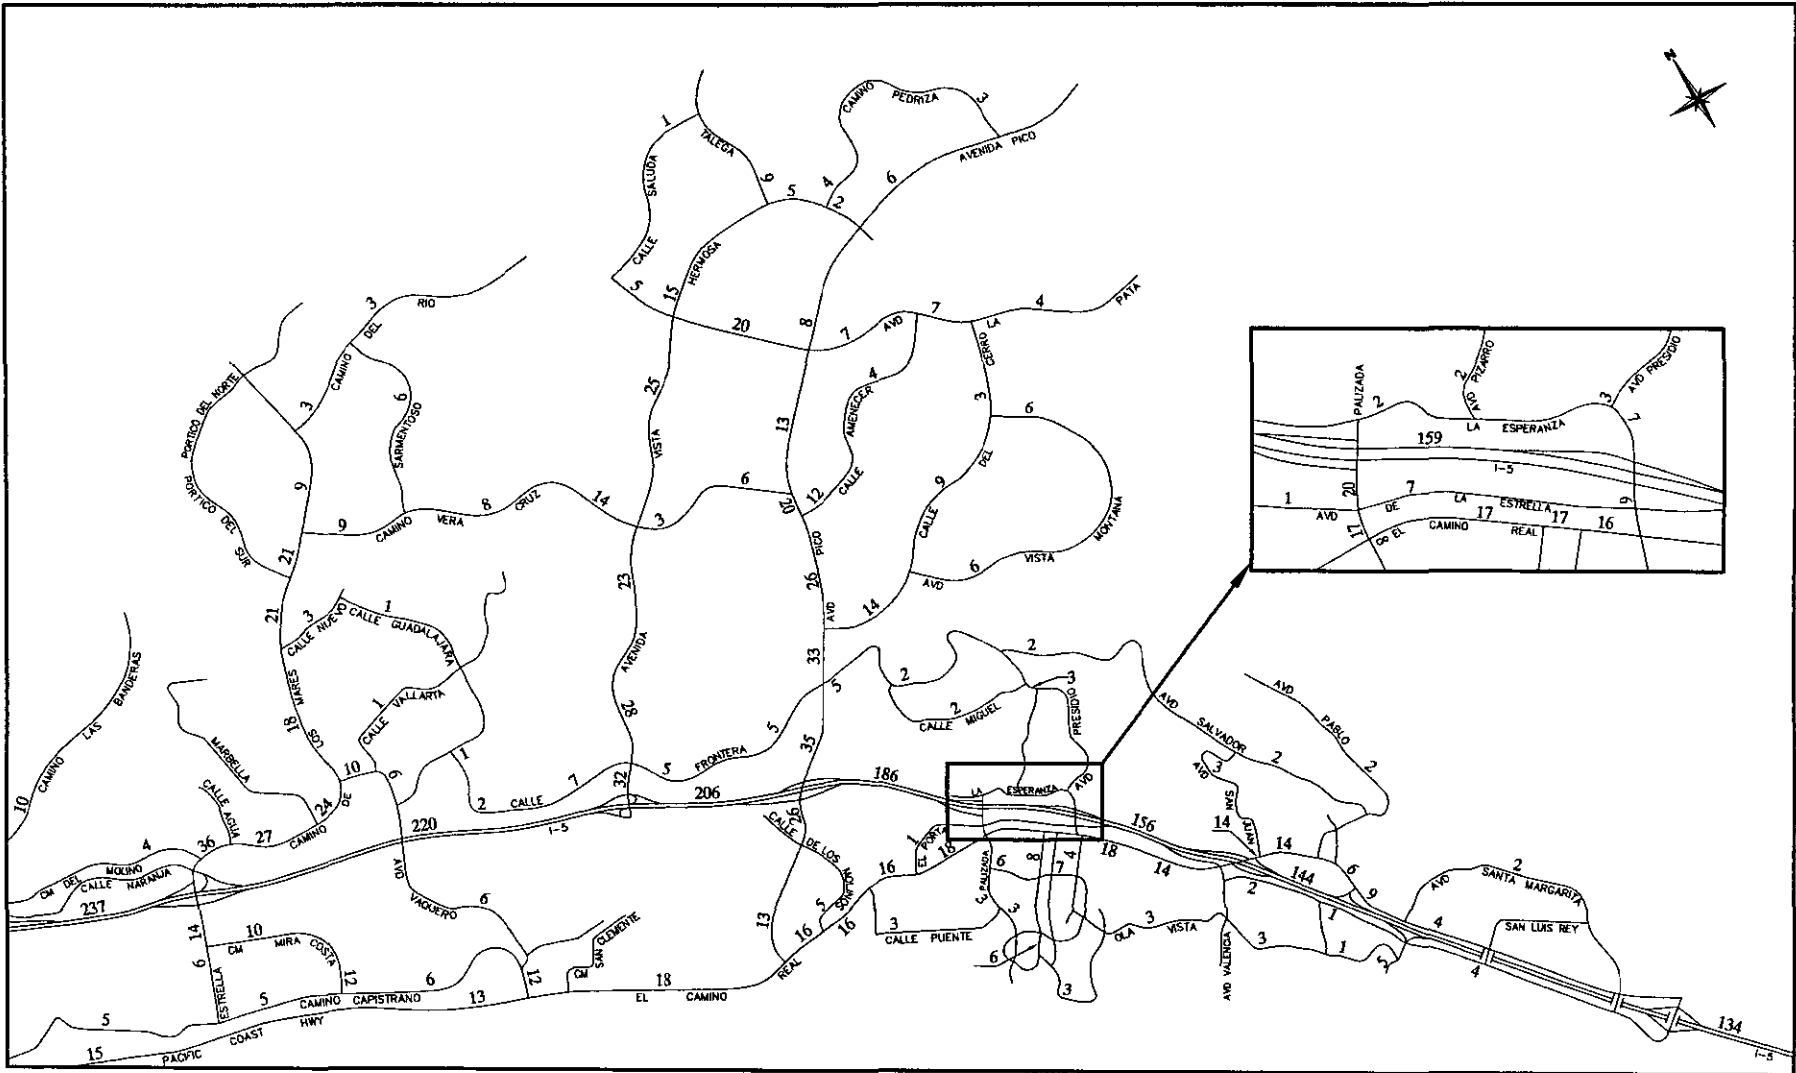 N
CAMINO
PEDRIZA
3
1
TALEGA
AVENIDA PICO
SALUDA
6
9
5
4
2
CALLE
HERMOSA
5
15
RIO
3
DEL
CAMINO
3
20
8
7
AVD
7
LA
4
PATA
CERRO
PORTICO DEL NORTE
6
SARMENTOSO
25
4
AMENECER
3
6
VISTA
13
CALLE
DEL
9
CALLE
PORTICO DEL SUR
9
9
CAMINO
VERA
8
CRUZ
14
3
6
20
12
MONTANA
VISTA
6
AVD
21
21
23
PICO
26
AVD
14
3
CALLE NUEVO
1
CALLE GUADALAJARA
AVENIDA
33
PALIZADA
2
2
AVD
PIZARRO
3
AVD PRESIDIO
7
LA
ESPERANZA
159
I-5
20
1
AVD
7
DE
LA
ESTRELLA
9
17
8
EL
CAMINO
17
REAL
17
16
CAMINO
LAS
BANDERAS
10
MARES
18
LOS
1
CALLE
VALLARTA
28
5
5
2
2
2
CALLE
MIGUEL
3
PRESIDIO
AVD
AVD
SALVADOR
2
AVD
PABLO
2
MARBELLA
CALLE AGUA
24
DE
10
6
1
2
CALLE
7
32
5
FRONTERA
35
186
206
LA
ESPERANZA
AVD
3
SAN
JUAN
4
36
27
CAMINO
220
I-5
26
CALLE
DE LOS
MOLINOS
1
EL
PORTA
18
156
14
14
CM
DEL
MOLINO
CALLE NARANJA
237
AVD
VAQUERO
6
16
PALIZADA
6
8
7
4
18
14
144
2
6
9
2
AVD
SANTA MARGARITA
14
6
10
CM
MIRA
COSTA
12
12
SAN CLEMENTE
CM
13
5
16
16
3
CALLE PUENTE
3
3
6
OLA
3
VISTA
AVD VALENCIA
3
1
1
5
4
SAN LUIS REY
4
ESTRELLA
5
CAMINO
CAPISTRANO
6
13
18
EL
CAMINO
REAL
3
5
15
PACIFIC
COAST
HWY
134
I-5